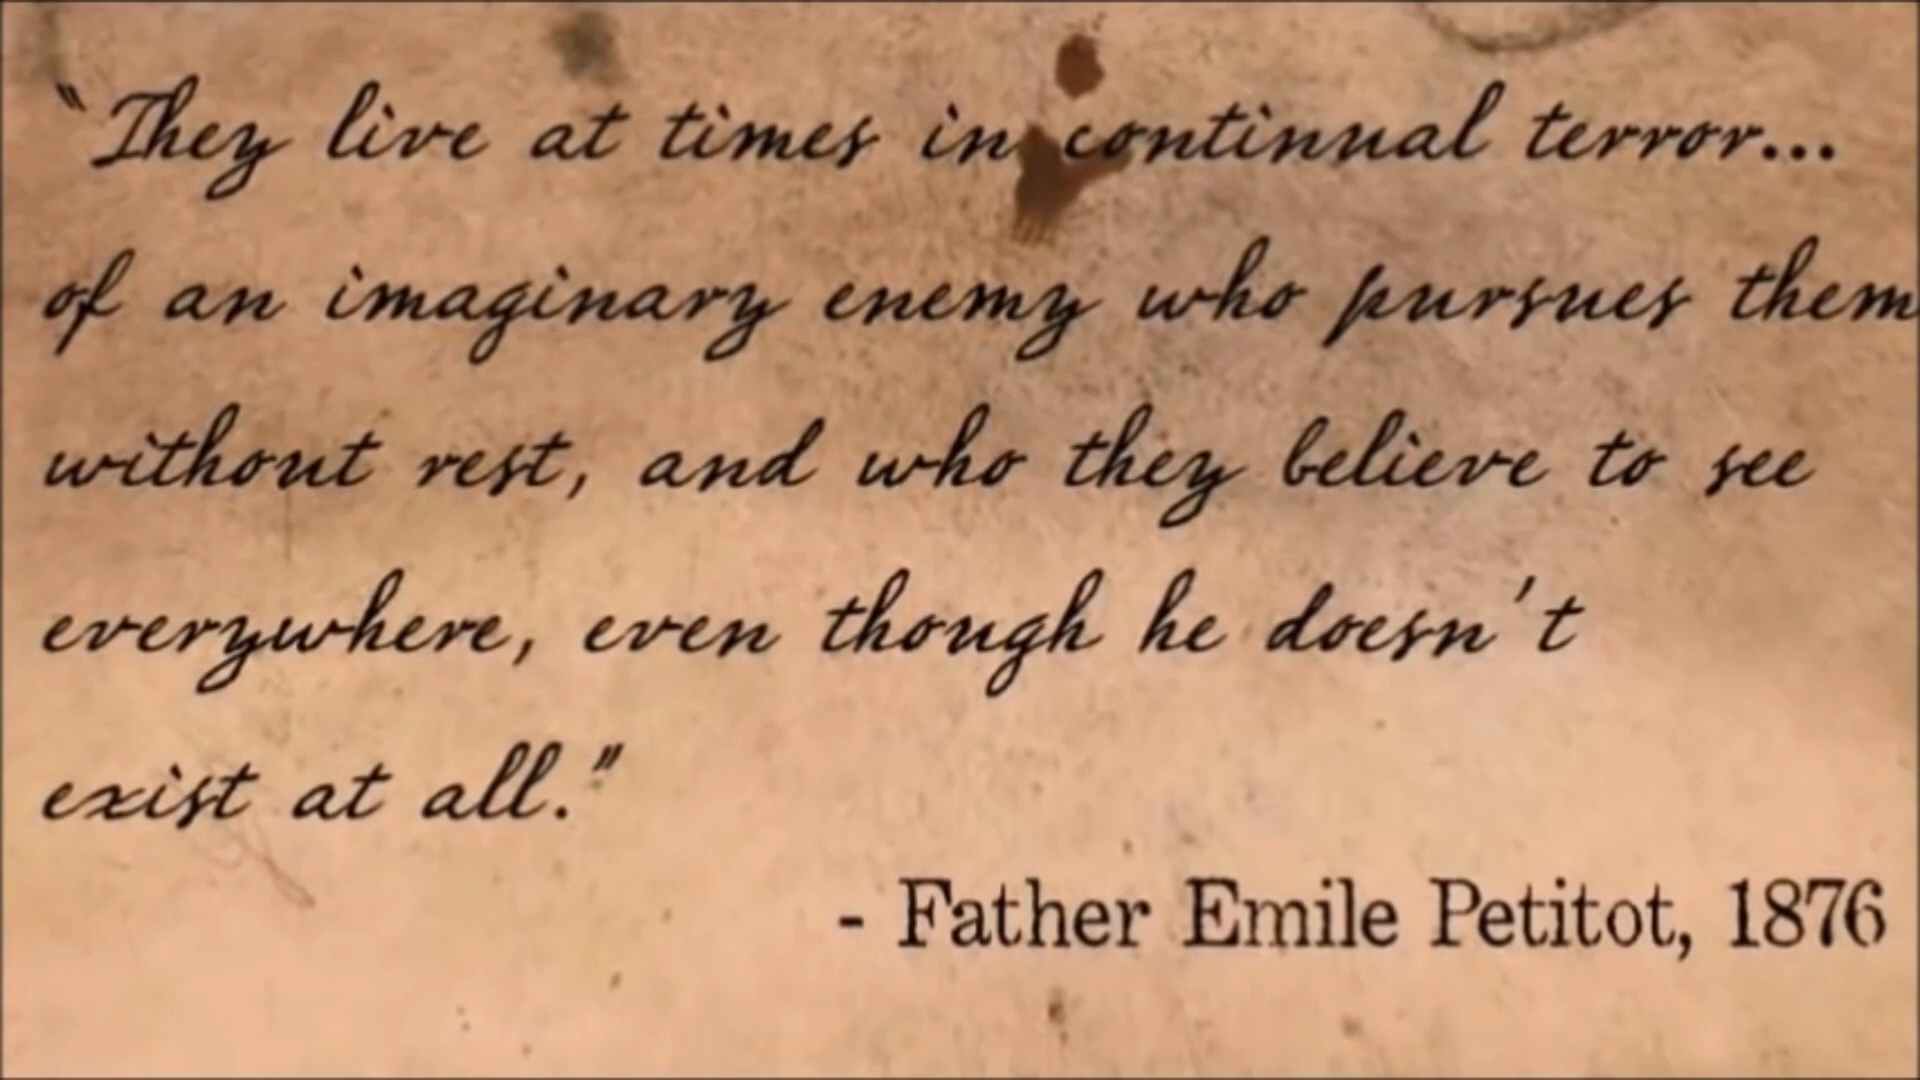 "They live at times in continual terror...
of an imaginary enemy who pursues them
without rest, and who they believe to see
everywhere, even though he doesn't
exist at all."
- Father Emile Petitot, 1876